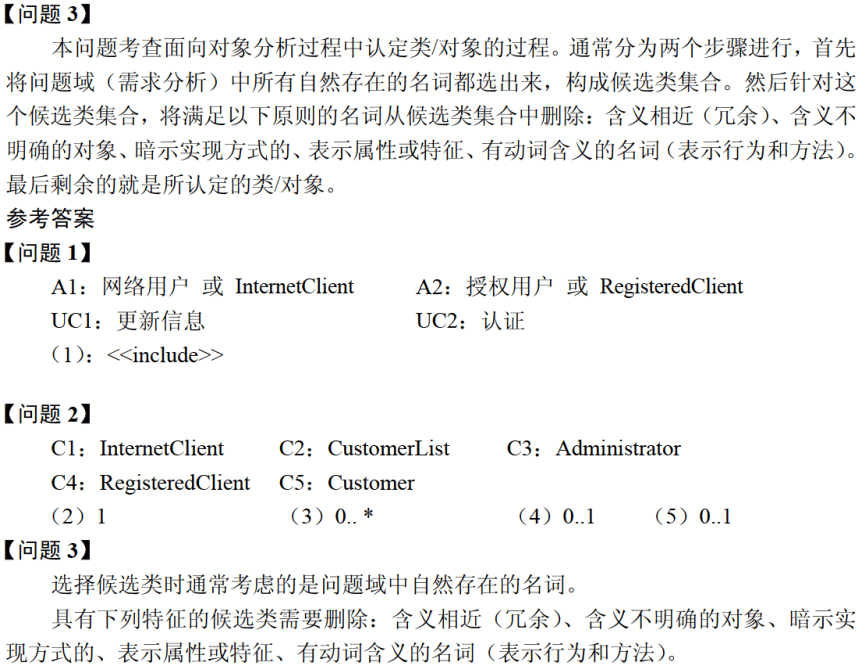 【问题 3】
本问题考查面向对象分析过程中认定类/对象的过程。通常分为两个步骤进行，首先
将问题域（需求分析）中所有自然存在的名词都选出来，构成候选类集合。然后针对这
个候选类集合，将满足以下原则的名词从候选类集合中删除：含义相近（冗余）、含义不
明确的对象、暗示实现方式的、表示属性或特征、有动词含义的名词（表示行为和方法）。
最后剩余的就是所认定的类/对象。
参考答案
【问题 1】
A1：网络用户 或 InternetClient A2：授权用户 或 RegisteredClient
UC1：更新信息 UC2：认证
（1）：<<include>>
【问题 2】
C1：InternetClient C2：CustomerList C3：Administrator
C4：RegisteredClient C5：Customer
（2）1 （3）0.. * （4）0..1 （5）0..1
【问题 3】
选择候选类时通常考虑的是问题域中自然存在的名词。
具有下列特征的候选类需要删除：含义相近（冗余）、含义不明确的对象、暗示实
现方式的、表示属性或特征、有动词含义的名词（表示行为和方法）。